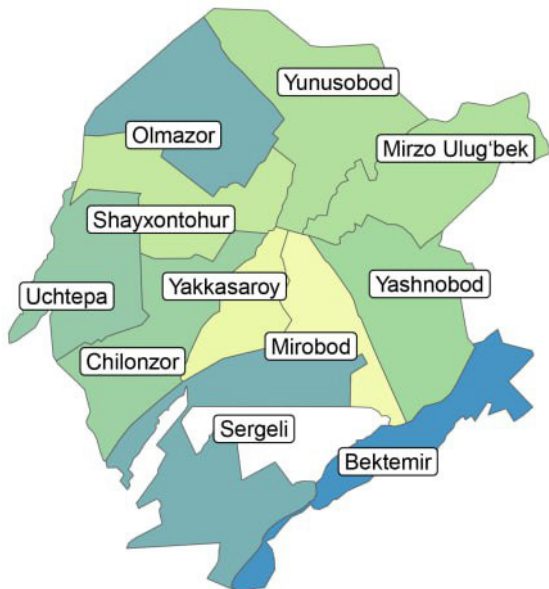 Yunusobod
Olmazor
Mirzo Ulug‘bek
Shayxontohur
Yakkasaroy
Yashnobod
Uchtepa
Mirobod
Chilonzor
Sergeli
Bektemir